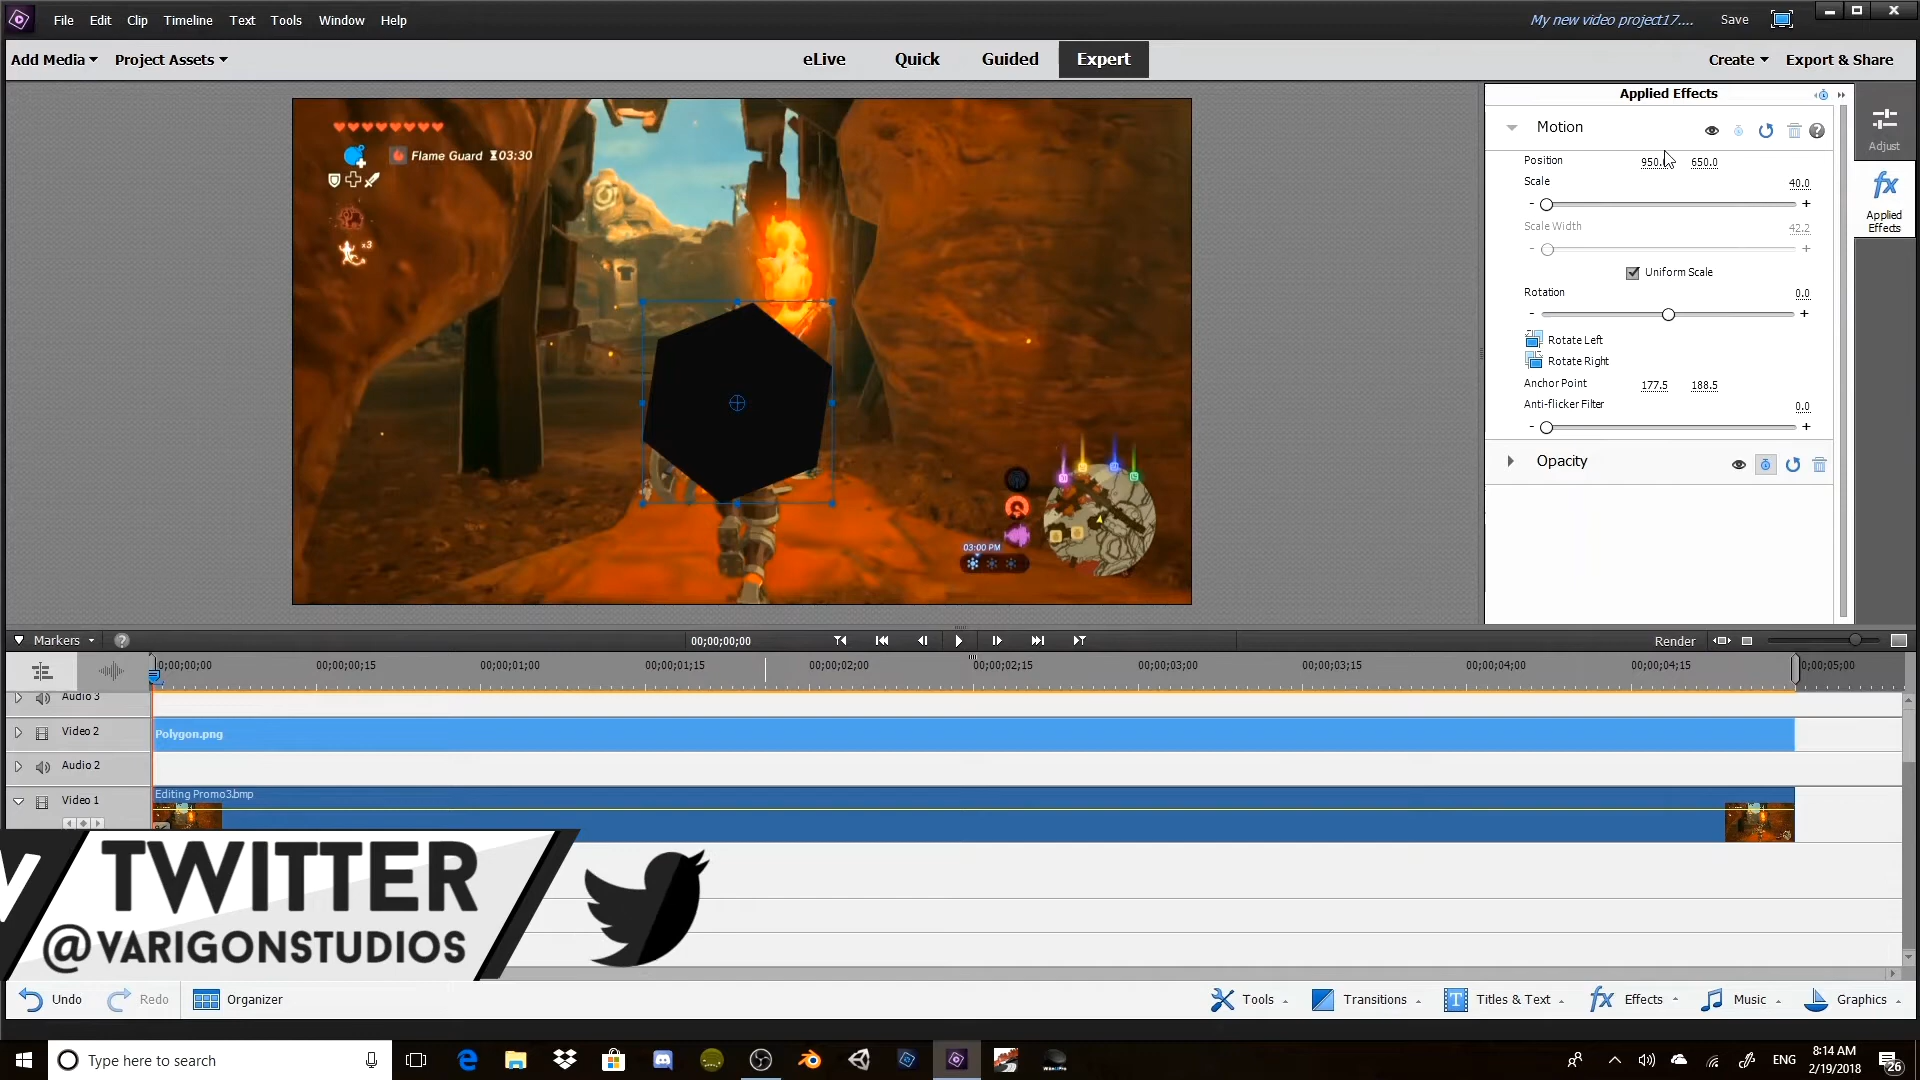 File Edit Clip Timeline Text Tools Window Help
My new video project17.... Save
Add Media Project Assets eLive Quick Guided Expert Create Export & Share
Applied Effects
Motion
Adjust
Flame Guard 03:30
Position 950. 650.0
Scale 40.0
- +
Applied Effects
Scale Width 42.2
- +
x3
Uniform Scale
Rotation 0.0
- +
Rotate Left
Rotate Right
Anchor Point 177.5 188.5
Anti-flicker Filter 0.0
- +
Opacity
03:00 PM
Markers 00;00;00;00 Render
0;00;00;00 00;00;00;15 00;00;01;00 00;00;01;15 00;00;02;00 00;00;02;15 00;00;03;00 00;00;03;15 00;00;04;00 00;00;04;15 0;00;05;00
Audio 3
Video 2 Polygon.png
Audio 2
Video 1 Editing Promo3.bmp
TWITTER
@VARIGONSTUDIOS
Undo Redo Organizer Tools Transitions Titles & Text Effects Music Graphics
Type here to search
ENG 8:14 AM
2/19/2018 26